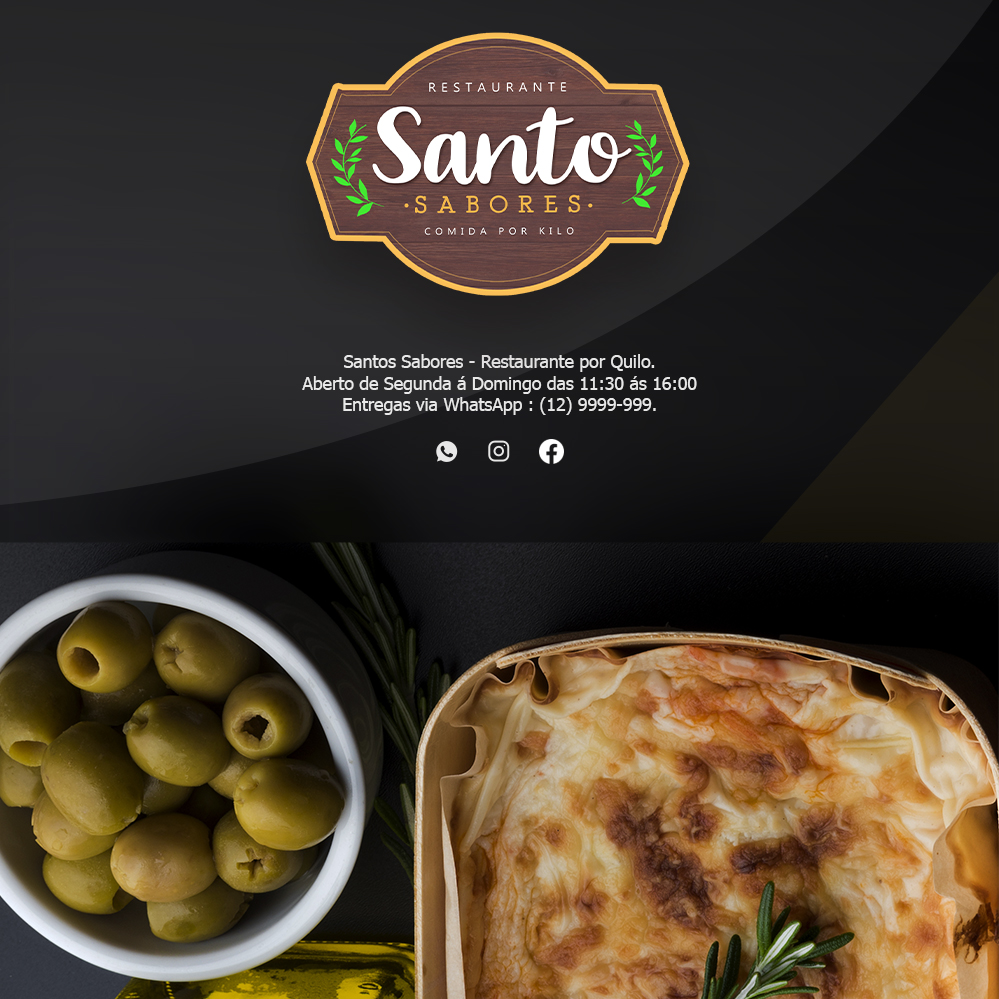 RESTAURANTE
Santo
·SABORES·
COMIDA POR KILO
Santos Sabores - Restaurante por Quilo.
Aberto de Segunda á Domingo das 11:30 ás 16:00
Entregas via WhatsApp : (12) 9999-999.